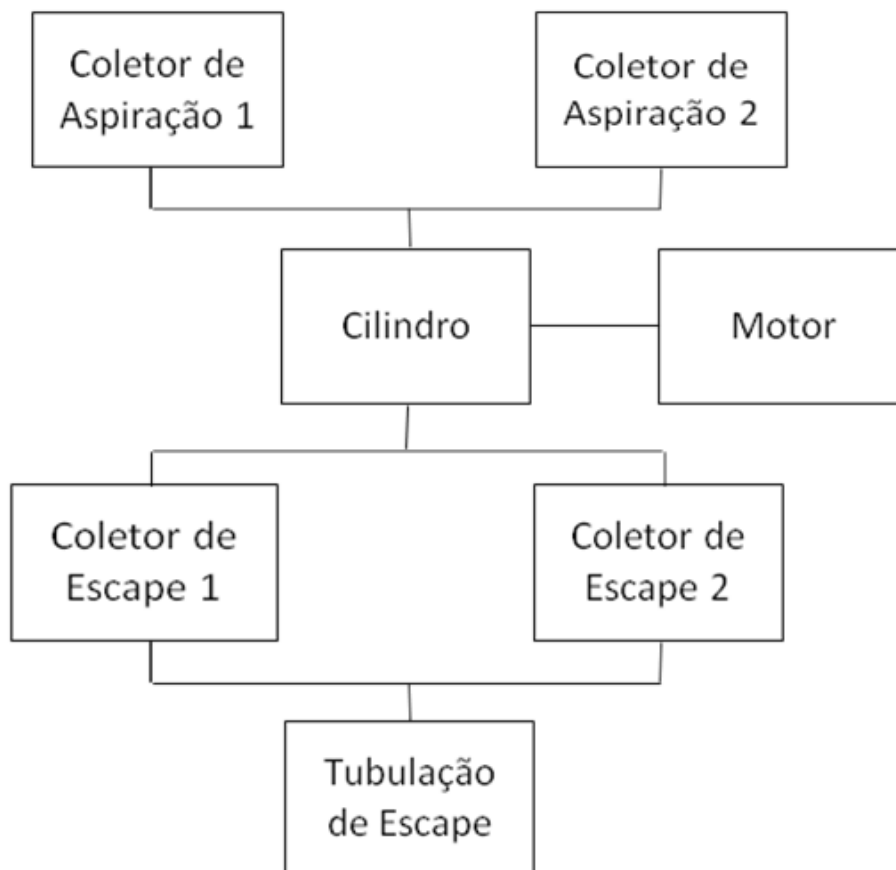 Coletor de
Aspiração 1
Coletor de
Aspiração 2
Cilindro
Motor
Coletor de
Escape 1
Coletor de
Escape 2
Tubulação
de Escape